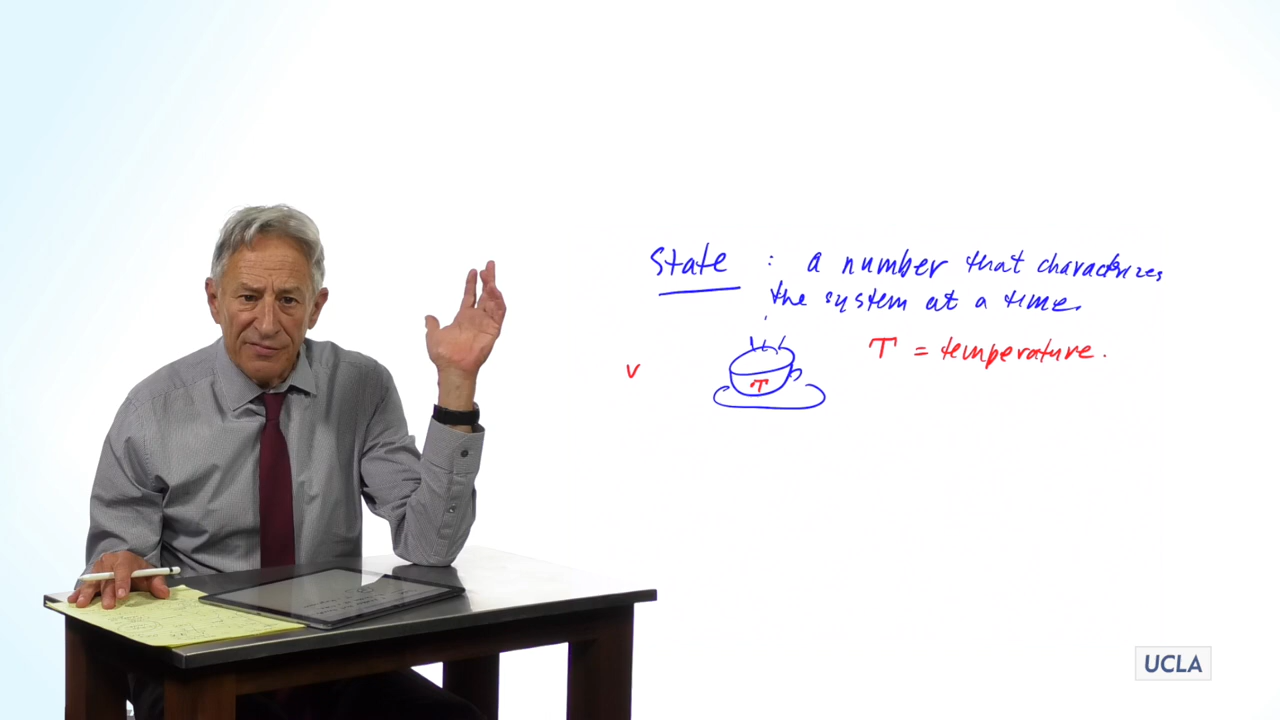 State : a number that characterizes
the system at a time.
T = temperature.
v
T
UCLA